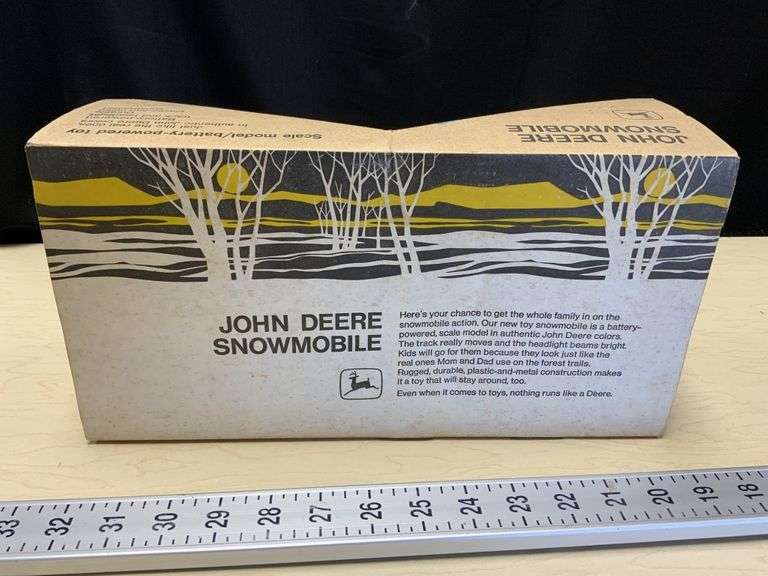 JOHN DEERE
SNOWMOBILE
Scale model/battery-powered toy
Just like the
in authentic
JOHN DEERE
SNOWMOBILE
Here's your chance to get the whole family in on the
snowmobile action. Our new toy snowmobile is a battery-
powered, scale model in authentic John Deere colors.
The track really moves and the headlight beams bright.
Kids will go for them because they look just like the
real ones Mom and Dad use on the forest trails.
Rugged, durable, plastic-and-metal construction makes
it a toy that will stay around, too.
Even when it comes to toys, nothing runs like a Deere.
33 32 31 30 29 28 27 26 25 24 23 22 21 20 19 18